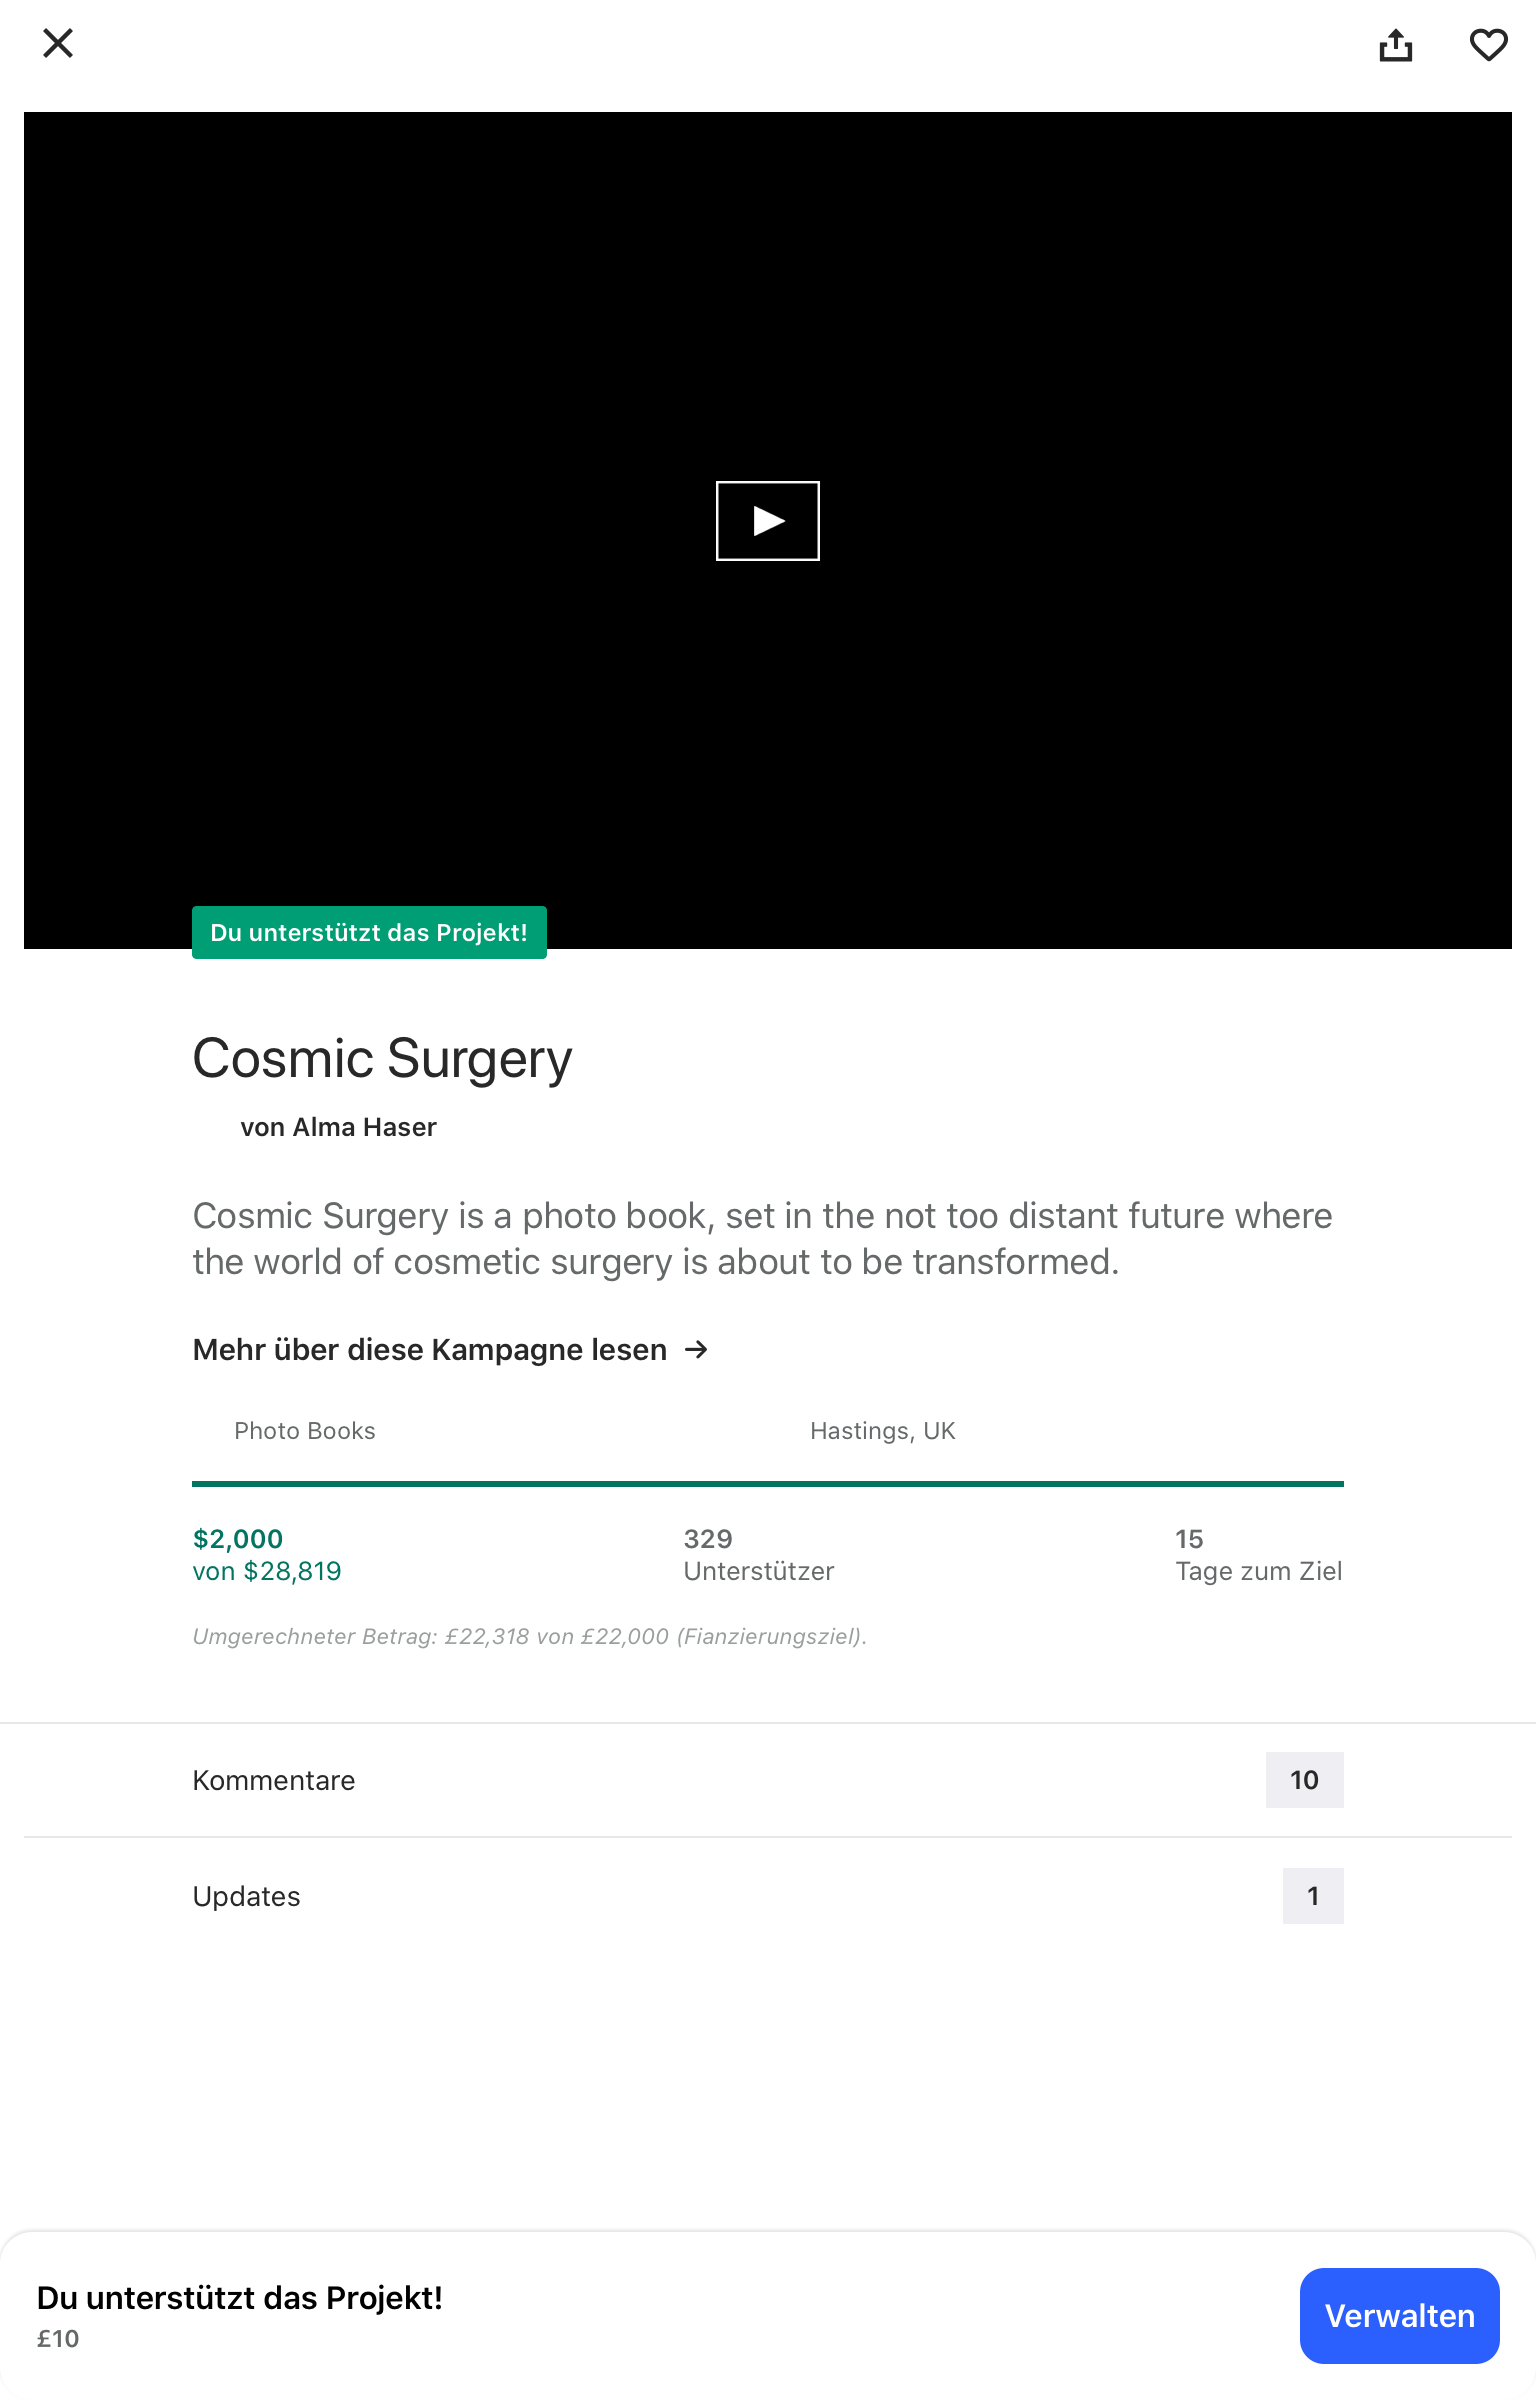 Du unterstützt das Projekt!
Cosmic Surgery
von Alma Haser
Cosmic Surgery is a photo book, set in the not too distant future where
the world of cosmetic surgery is about to be transformed.
Mehr über diese Kampagne lesen →
Photo Books
Hastings, UK
$2,000
von $28,819
329
Unterstützer
15
Tage zum Ziel
Umgerechneter Betrag: £22,318 von £22,000 (Fianzierungsziel).
Kommentare
10
Updates
1
Du unterstützt das Projekt!
£10
Verwalten